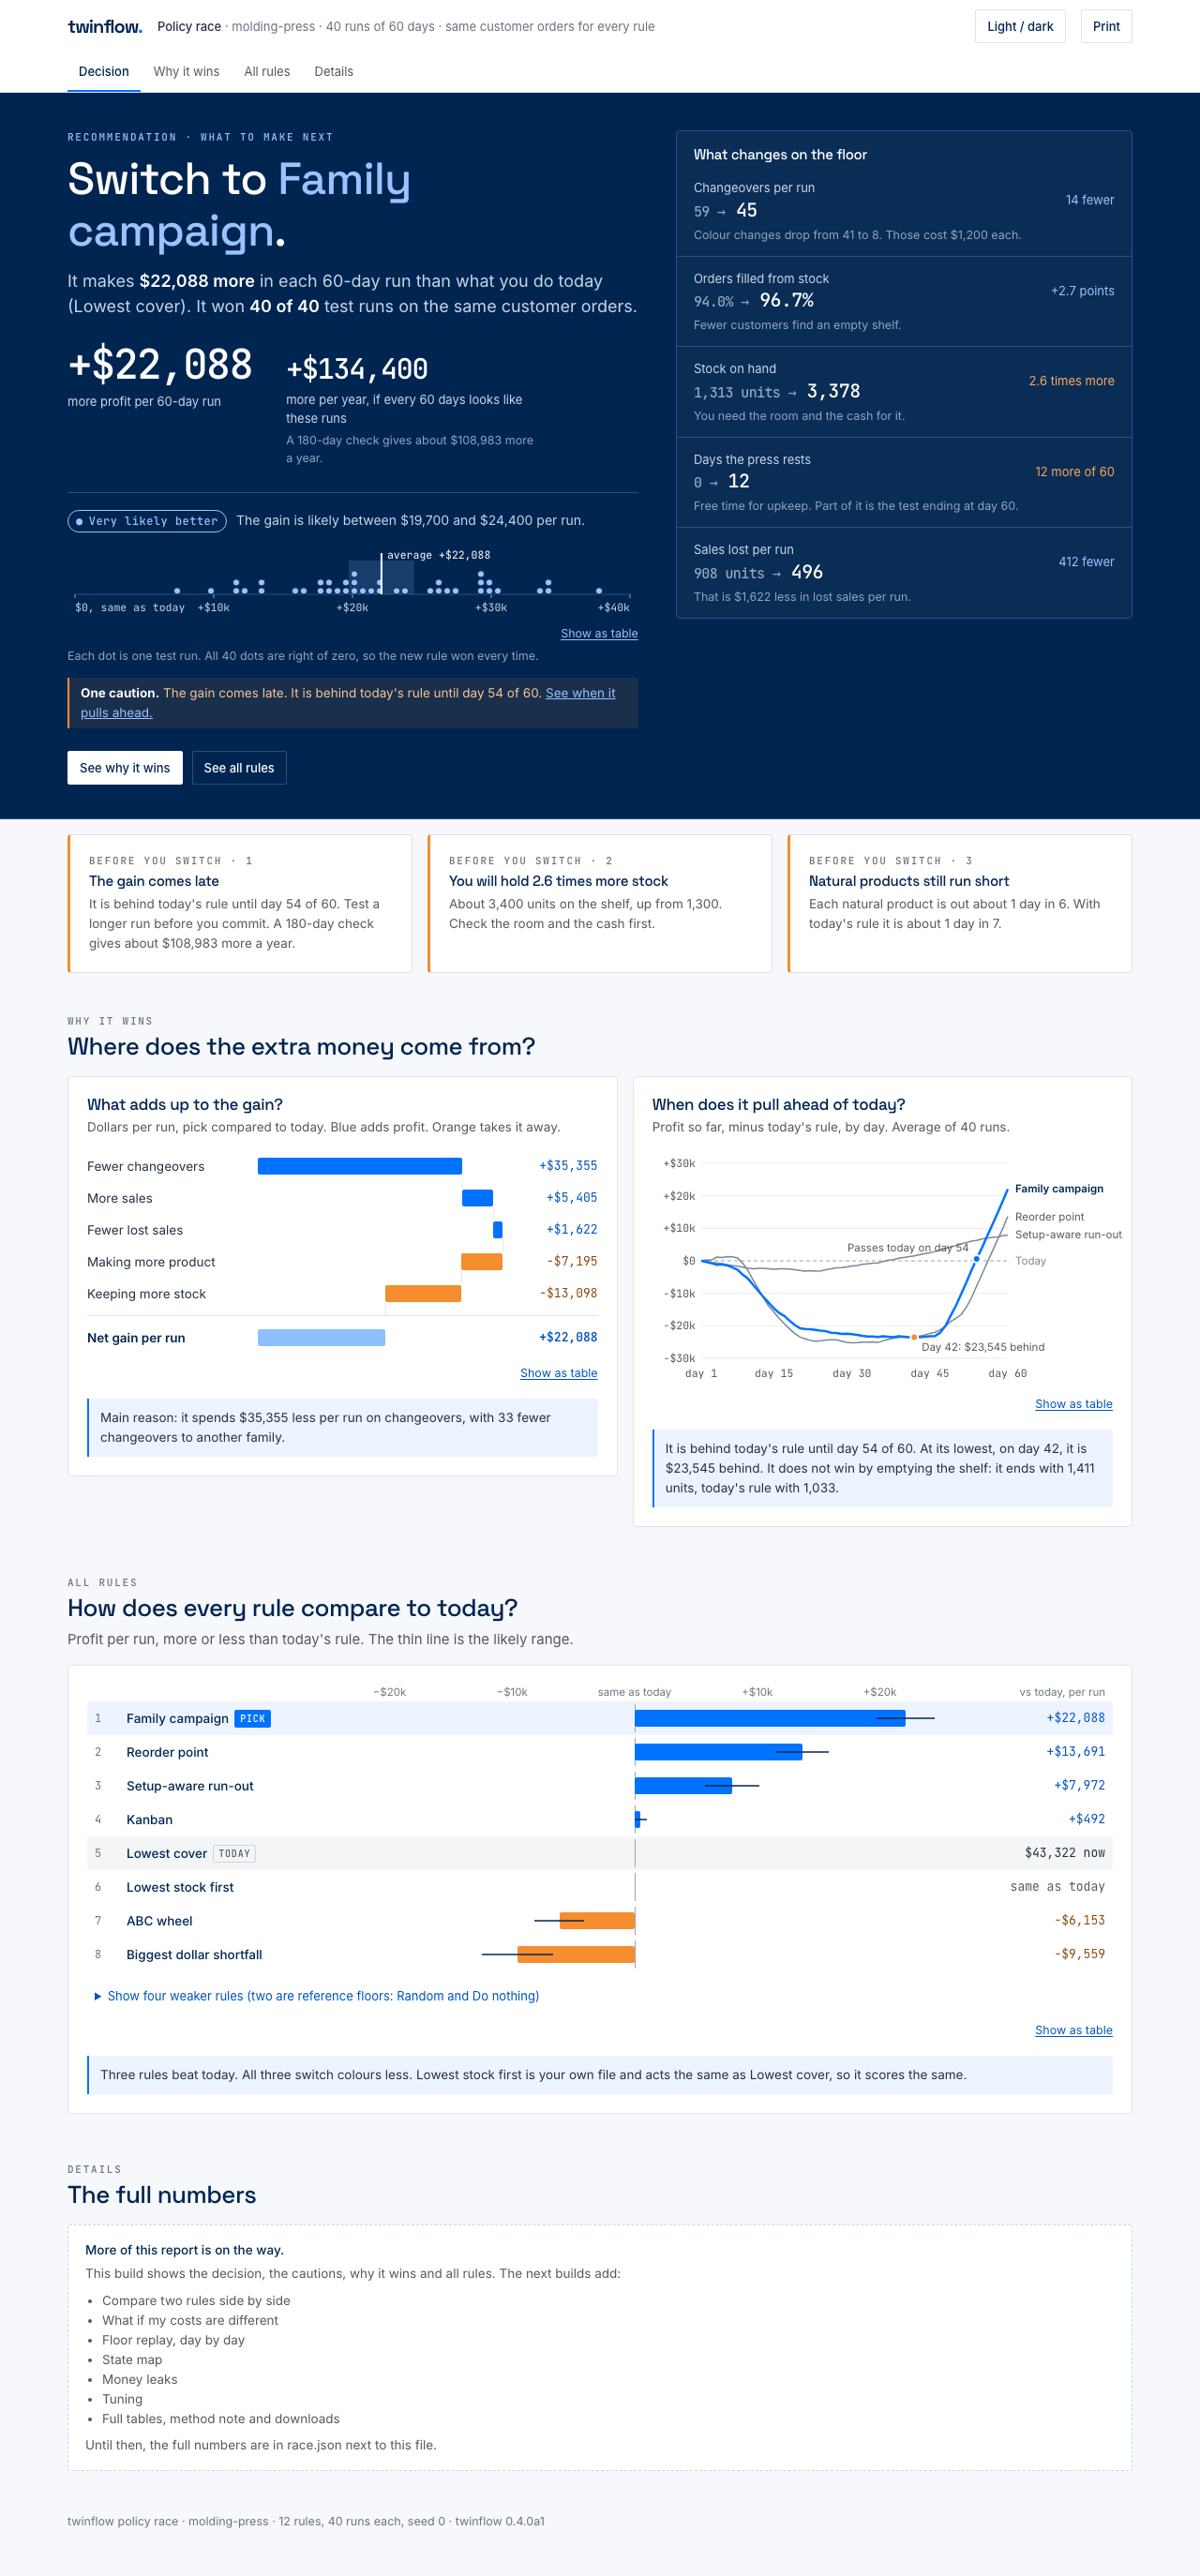 twinflow.
Policy race · molding-press · 40 runs of 60 days · same customer orders for every rule
Light / dark
Print
Decision
Why it wins
All rules
Details
RECOMMENDATION · WHAT TO MAKE NEXT
Switch to Family
campaign.
It makes $22,088 more in each 60-day run than what you do today
(Lowest cover). It won 40 of 40 test runs on the same customer orders.
+$22,088
more profit per 60-day run
+$134,400
more per year, if every 60 days looks like
these runs
A 180-day check gives about $108,983 more
a year.
Very likely better
The gain is likely between $19,700 and $24,400 per run.
average +$22,088
$0, same as today
+$10k
+$20k
+$30k
+$40k
Show as table
Each dot is one test run. All 40 dots are right of zero, so the new rule won every time.
One caution. The gain comes late. It is behind today's rule until day 54 of 60. See when it
pulls ahead.
See why it wins
See all rules
What changes on the floor
Changeovers per run
59 → 45
14 fewer
Colour changes drop from 41 to 8. Those cost $1,200 each.
Orders filled from stock
94.0% → 96.7%
+2.7 points
Fewer customers find an empty shelf.
Stock on hand
1,313 units → 3,378
2.6 times more
You need the room and the cash for it.
Days the press rests
0 → 12
12 more of 60
Free time for upkeep. Part of it is the test ending at day 60.
Sales lost per run
908 units → 496
412 fewer
That is $1,622 less in lost sales per run.
BEFORE YOU SWITCH · 1
The gain comes late
It is behind today's rule until day 54 of 60. Test a
longer run before you commit. A 180-day check
gives about $108,983 more a year.
BEFORE YOU SWITCH · 2
You will hold 2.6 times more stock
About 3,400 units on the shelf, up from 1,300.
Check the room and the cash first.
BEFORE YOU SWITCH · 3
Natural products still run short
Each natural product is out about 1 day in 6. With
today's rule it is about 1 day in 7.
WHY IT WINS
Where does the extra money come from?
What adds up to the gain?
Dollars per run, pick compared to today. Blue adds profit. Orange takes it away.
Fewer changeovers
+$35,355
More sales
+$5,405
Fewer lost sales
+$1,622
Making more product
-$7,195
Keeping more stock
-$13,098
Net gain per run
+$22,088
Show as table
Main reason: it spends $35,355 less per run on changeovers, with 33 fewer
changeovers to another family.
When does it pull ahead of today?
Profit so far, minus today's rule, by day. Average of 40 runs.
+$30k
+$20k
+$10k
$0
-$10k
-$20k
-$30k
Family campaign
Reorder point
Setup-aware run-out
Today
Passes today on day 54
Day 42: $23,545 behind
day 1
day 15
day 30
day 45
day 60
Show as table
It is behind today's rule until day 54 of 60. At its lowest, on day 42, it is
$23,545 behind. It does not win by emptying the shelf: it ends with 1,411
units, today's rule with 1,033.
ALL RULES
How does every rule compare to today?
Profit per run, more or less than today's rule. The thin line is the likely range.
−$20k
−$10k
same as today
+$10k
+$20k
vs today, per run
1 Family campaign PICK +$22,088
2 Reorder point +$13,691
3 Setup-aware run-out +$7,972
4 Kanban +$492
5 Lowest cover TODAY $43,322 now
6 Lowest stock first same as today
7 ABC wheel -$6,153
8 Biggest dollar shortfall -$9,559
Show four weaker rules (two are reference floors: Random and Do nothing)
Show as table
Three rules beat today. All three switch colours less. Lowest stock first is your own file and acts the same as Lowest cover, so it scores the same.
DETAILS
The full numbers
More of this report is on the way.
This build shows the decision, the cautions, why it wins and all rules. The next builds add:
• Compare two rules side by side
• What if my costs are different
• Floor replay, day by day
• State map
• Money leaks
• Tuning
• Full tables, method note and downloads
Until then, the full numbers are in race.json next to this file.
twinflow policy race · molding-press · 12 rules, 40 runs each, seed 0 · twinflow 0.4.0a1